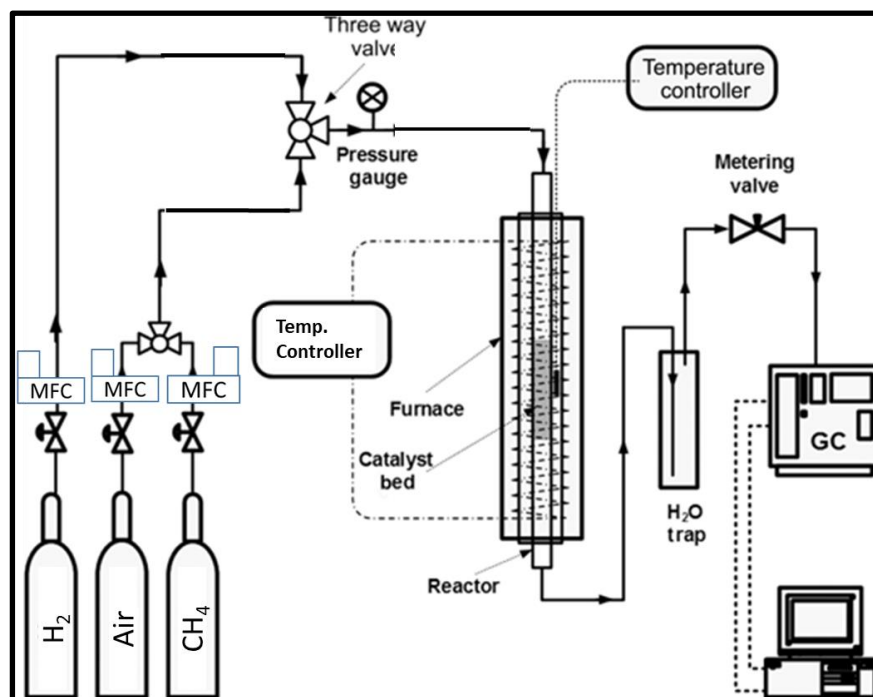 Three way
valve
Temperature
controller
Pressure
gauge
Metering
valve
Temp.
Controller
MFC
MFC
MFC
Furnace
Catalyst
bed
GC
H₂O
trap
Reactor
H₂
Air
CH₄